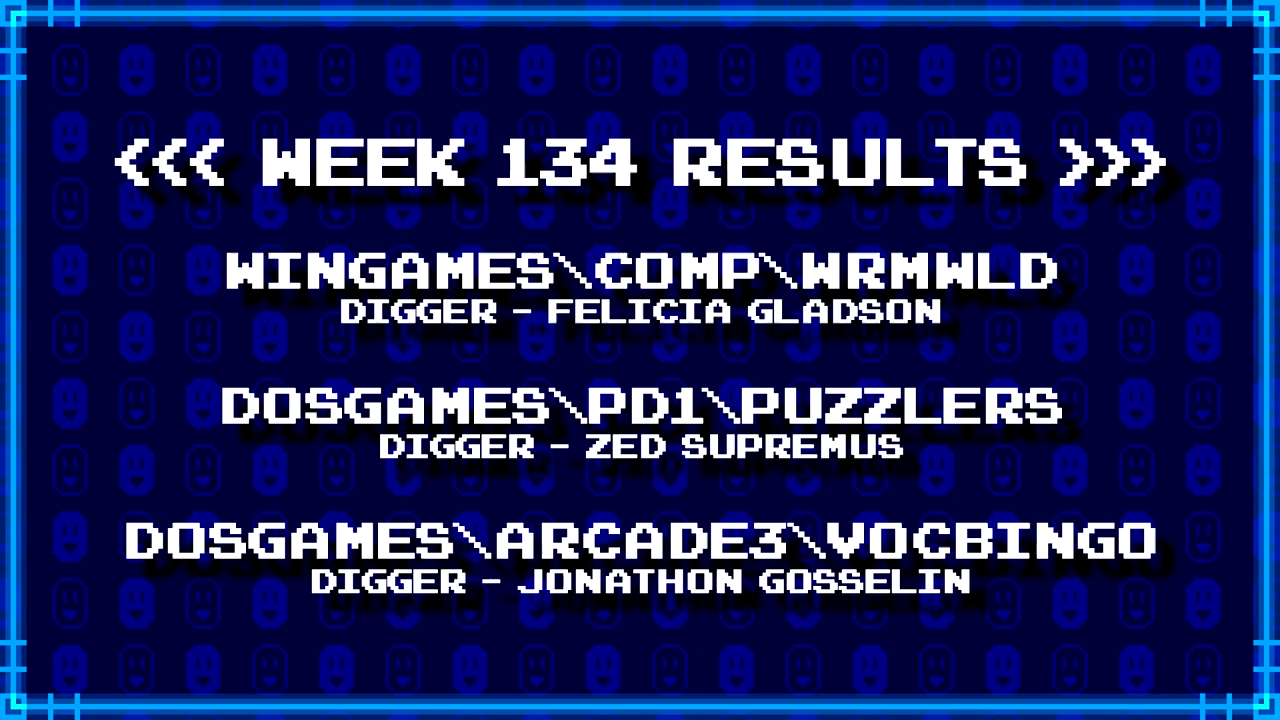 <<< WEEK 134 RESULTS >>>
WINGAMES\COMP\WRMWLD
DIGGER - FELICIA GLADSON
DOSGAMES\PD1\PUZZLERS
DIGGER - ZED SUPREMUS
DOSGAMES\ARCADE3\VOCBINGO
DIGGER - JONATHON GOSSELIN